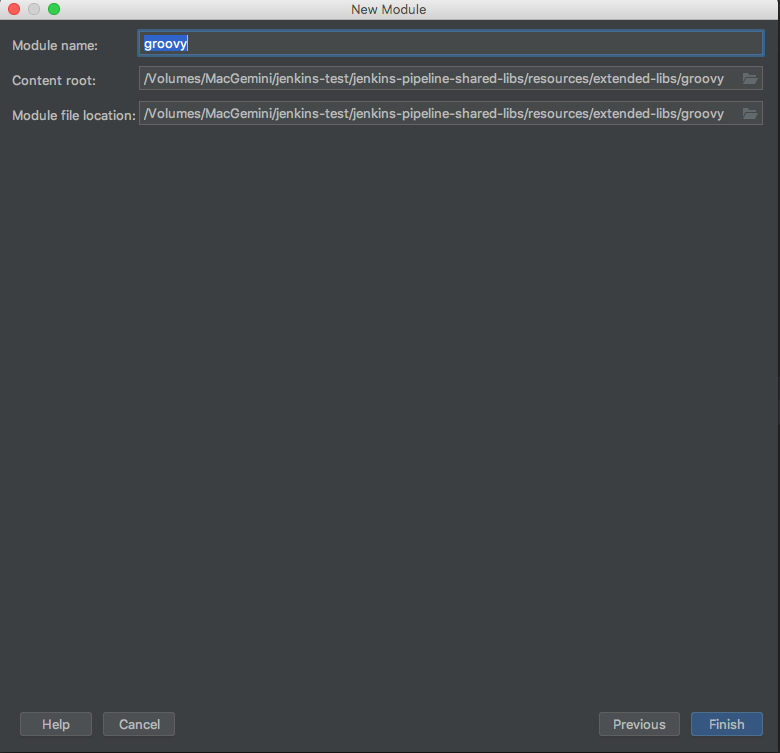 New Module
Module name: groovy
Content root: /Volumes/MacGemini/jenkins-test/jenkins-pipeline-shared-libs/resources/extended-libs/groovy
Module file location: /Volumes/MacGemini/jenkins-test/jenkins-pipeline-shared-libs/resources/extended-libs/groovy
Help Cancel Previous Finish